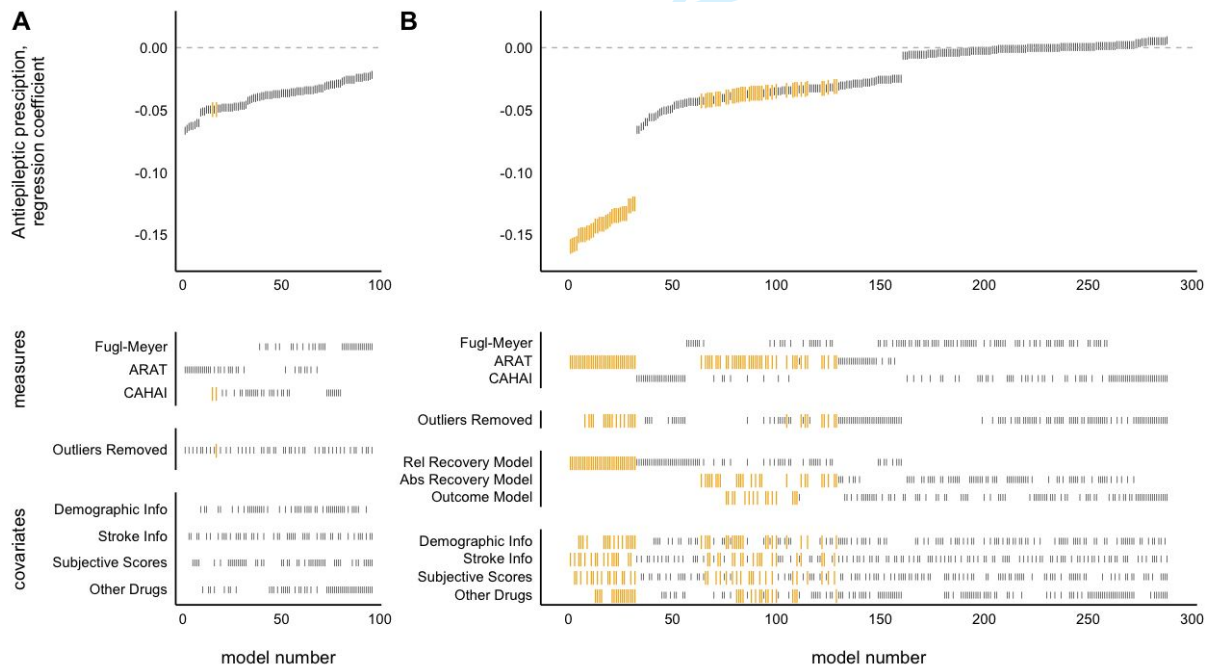 A
B
Antiepileptic presciption,
regression coefficient
0.00
-0.05
-0.10
-0.15
0 50 100
0.00
-0.05
-0.10
-0.15
0 50 100 150 200 250 300
measures
Fugl-Meyer
ARAT
CAHAI
Outliers Removed
covariates
Demographic Info
Stroke Info
Subjective Scores
Other Drugs
0 50 100
model number
Fugl-Meyer
ARAT
CAHAI
Outliers Removed
Rel Recovery Model
Abs Recovery Model
Outcome Model
Demographic Info
Stroke Info
Subjective Scores
Other Drugs
0 50 100 150 200 250 300
model number